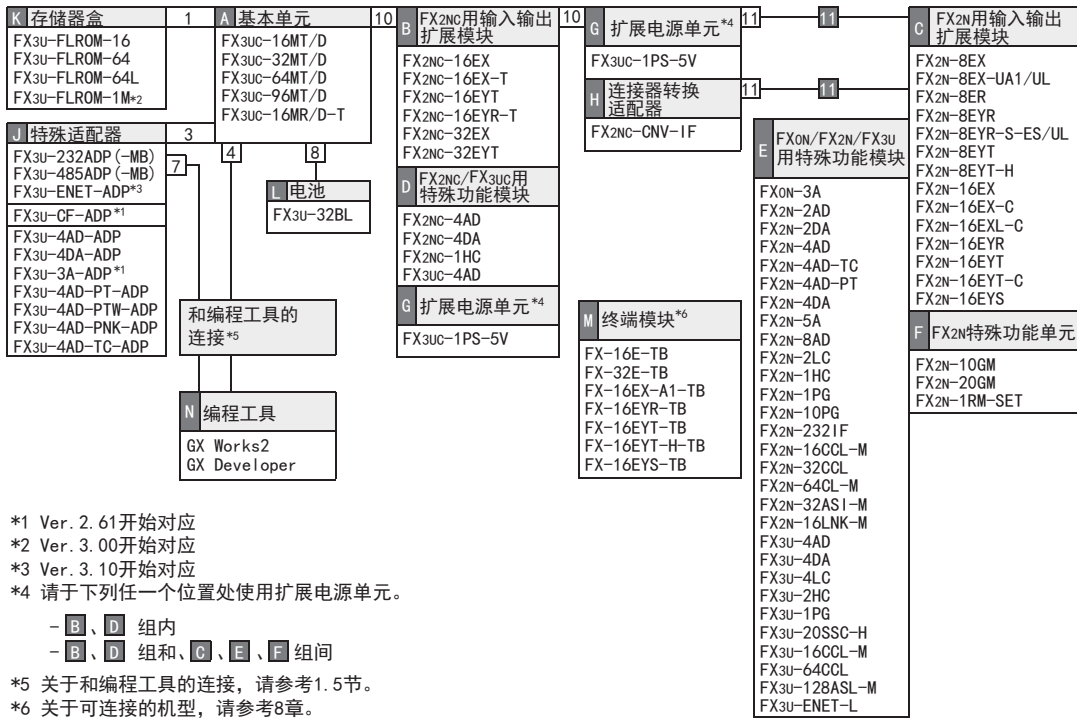 K 存储器盒
FX3U-FLROM-16
FX3U-FLROM-64
FX3U-FLROM-64L
FX3U-FLROM-1M*2
1
A 基本单元
FX3UC-16MT/D
FX3UC-32MT/D
FX3UC-64MT/D
FX3UC-96MT/D
FX3UC-16MR/D-T
10
B FX2NC用输入输出
扩展模块
FX2NC-16EX
FX2NC-16EX-T
FX2NC-16EYT
FX2NC-16EYR-T
FX2NC-32EX
FX2NC-32EYT
D FX2NC/FX3UC用
特殊功能模块
FX2NC-4AD
FX2NC-4DA
FX2NC-1HC
FX3UC-4AD
G 扩展电源单元*4
FX3UC-1PS-5V
10
G 扩展电源单元*4
FX3UC-1PS-5V
H 连接器转换
适配器
FX2NC-CNV-IF
11
11
11
11
C FX2N用输入输出
扩展模块
FX2N-8EX
FX2N-8EX-UA1/UL
FX2N-8ER
FX2N-8EYR
FX2N-8EYR-S-ES/UL
FX2N-8EYT
FX2N-8EYT-H
FX2N-16EX
FX2N-16EX-C
FX2N-16EXL-C
FX2N-16EYR
FX2N-16EYT
FX2N-16EYT-C
FX2N-16EYS
F FX2N特殊功能单元
FX2N-10GM
FX2N-20GM
FX2N-1RM-SET
E FX0N/FX2N/FX3U
用特殊功能模块
FX0N-3A
FX2N-2AD
FX2N-2DA
FX2N-4AD
FX2N-4AD-TC
FX2N-4AD-PT
FX2N-4DA
FX2N-5A
FX2N-8AD
FX2N-2LC
FX2N-1HC
FX2N-1PG
FX2N-10PG
FX2N-232IF
FX2N-16CCL-M
FX2N-32CCL
FX2N-64CL-M
FX2N-32ASI-M
FX2N-16LNK-M
FX3U-4AD
FX3U-4DA
FX3U-4LC
FX3U-2HC
FX3U-1PG
FX3U-20SSC-H
FX3U-16CCL-M
FX3U-64CCL
FX3U-128ASL-M
FX3U-ENET-L
J 特殊适配器
FX3U-232ADP(-MB)
FX3U-485ADP(-MB)
FX3U-ENET-ADP*3
FX3U-CF-ADP*1
FX3U-4AD-ADP
FX3U-4DA-ADP
FX3U-3A-ADP*1
FX3U-4AD-PT-ADP
FX3U-4AD-PTW-ADP
FX3U-4AD-PNK-ADP
FX3U-4AD-TC-ADP
3
7
4
8
L 电池
FX3U-32BL
和编程工具的
连接*5
N 编程工具
GX Works2
GX Developer
M 终端模块*6
FX-16E-TB
FX-32E-TB
FX-16EX-A1-TB
FX-16EYR-TB
FX-16EYT-TB
FX-16EYT-H-TB
FX-16EYS-TB
*1 Ver.2.61开始对应
*2 Ver.3.00开始对应
*3 Ver.3.10开始对应
*4 请于下列任一个位置处使用扩展电源单元。
- B、D 组内
- B、D 组和、C、E、F 组间
*5 关于和编程工具的连接, 请参考1.5节。
*6 关于可连接的机型, 请参考8章。